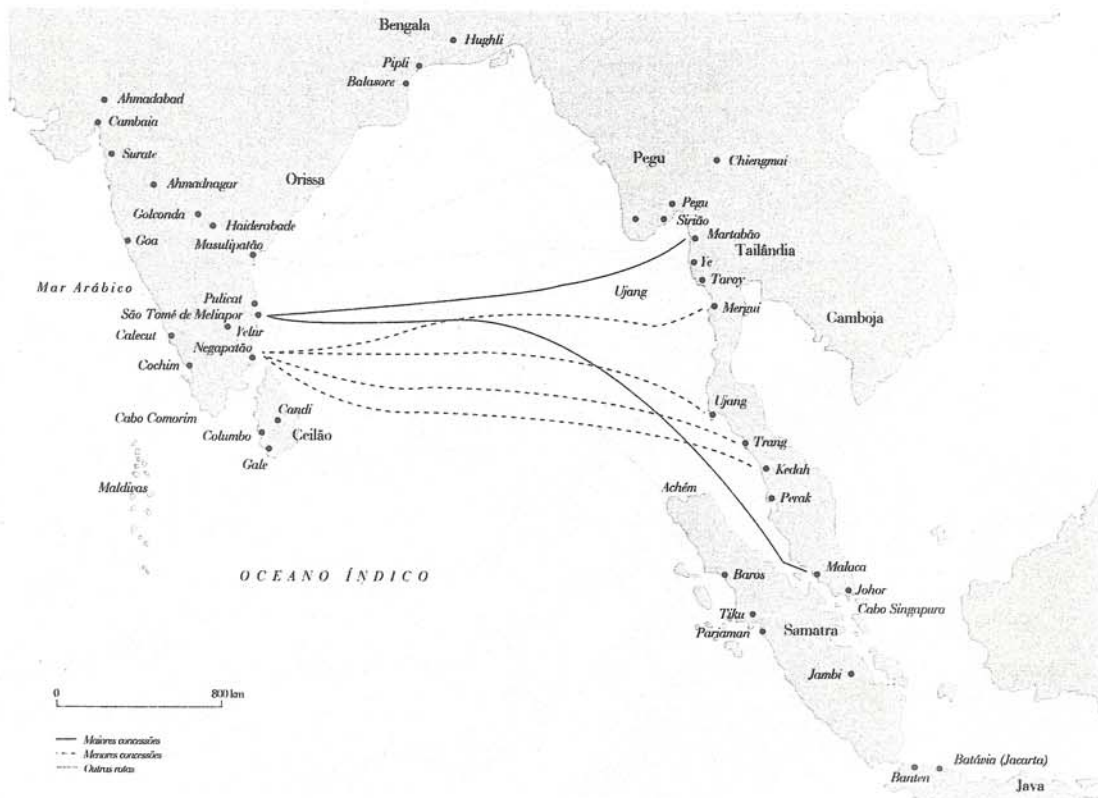 Bengala
Hughli
Pipli
Balasore
Ahmadabad
Cambaia
Surate
Pegu
Chiengmai
Ahmadnagar
Orissa
Golconda
Haiderabade
Pegu
Sirião
Goa
Masulipatão
Martabão
Tailândia
Ye
Tavoy
Mar Arábico
Ujang
Pulicat
Mergui
São Tomé de Meliapor
Camboja
Velur
Calecut
Negapatão
Cochim
Candi
Ujang
Cabo Comorim
Columbo
Ceilão
Trang
Gale
Kedah
Maldivas
Achém
Perak
OCEANO ÍNDICO
Baros
Malaca
Johor
Cabo Singapura
Tiku
Pariaman
Samatra
Jambi
0 800 km
Maiores concessões
Menores concessões
Outras rotas
Banten
Batávia (Jacarta)
Java